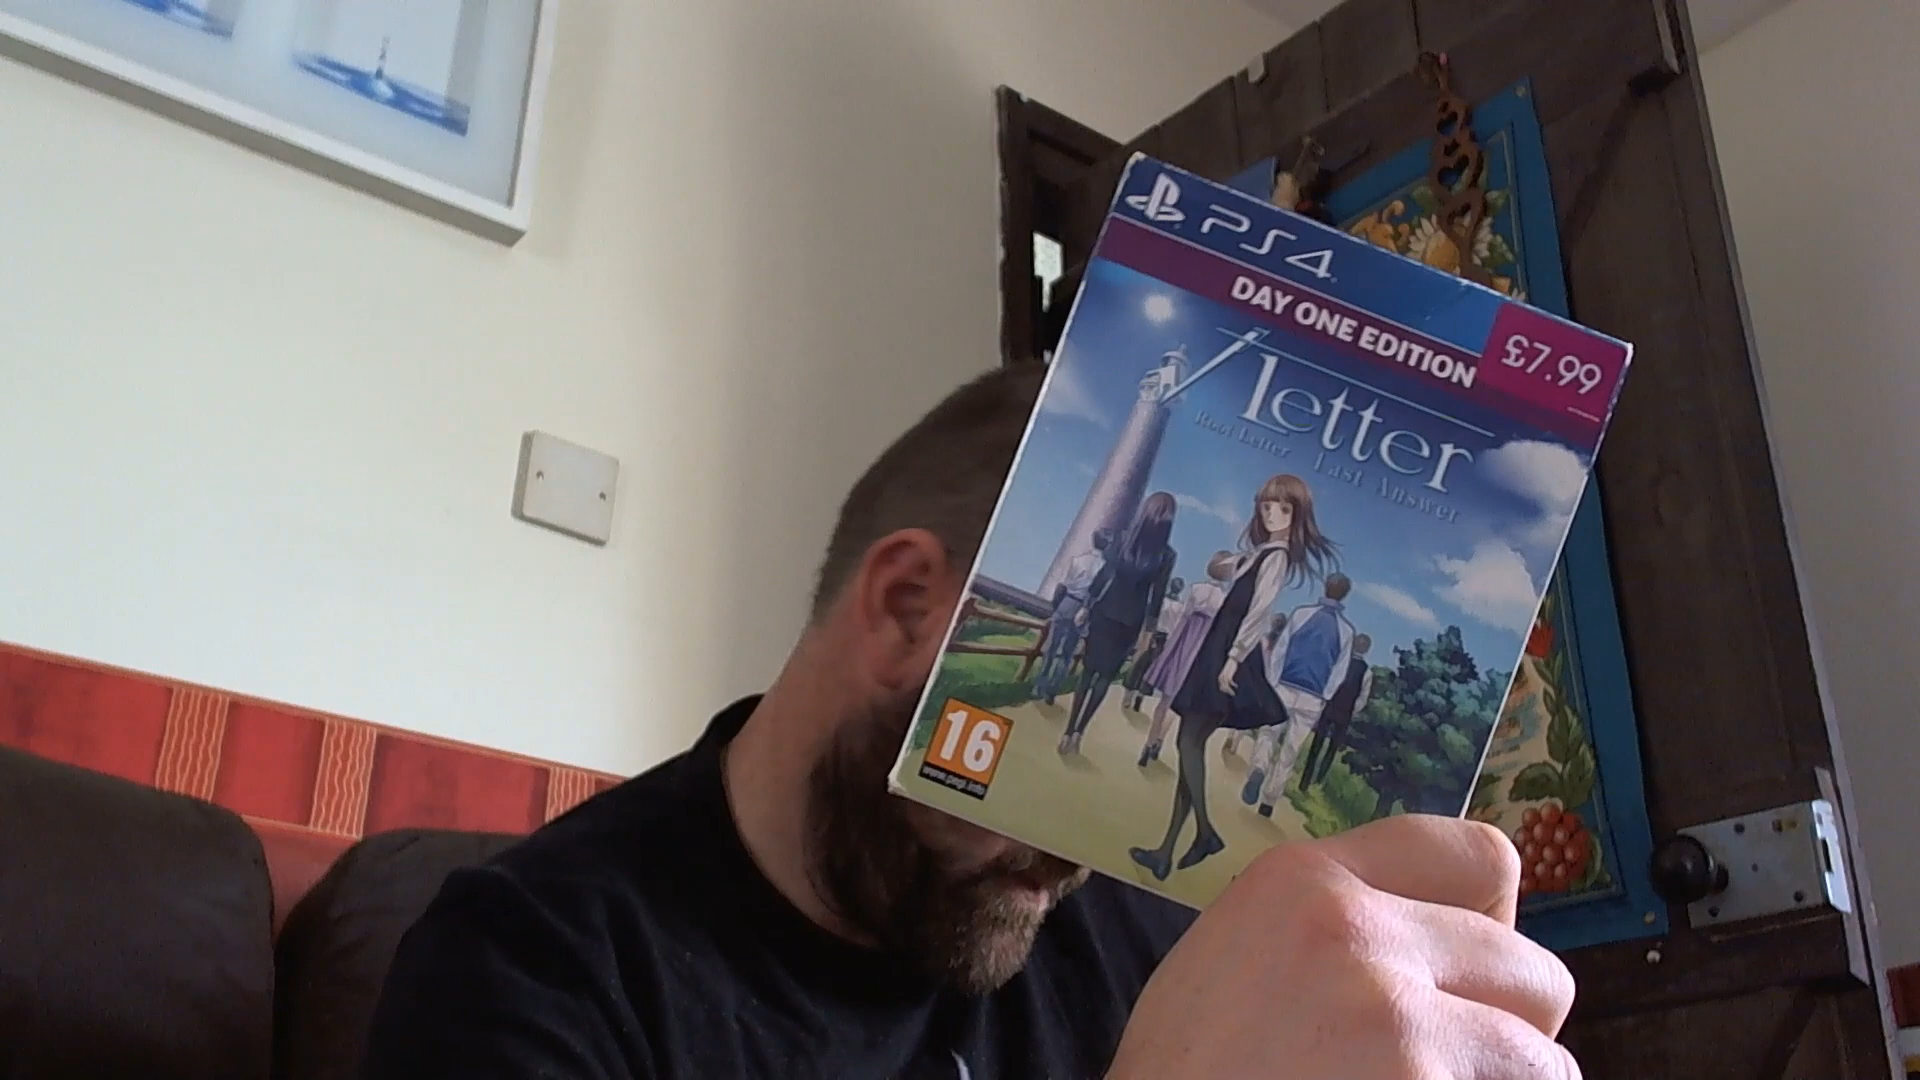 PS4
DAY ONE EDITION
£7.99
√Letter
Root Letter Last Answer
16
www.pegi.info